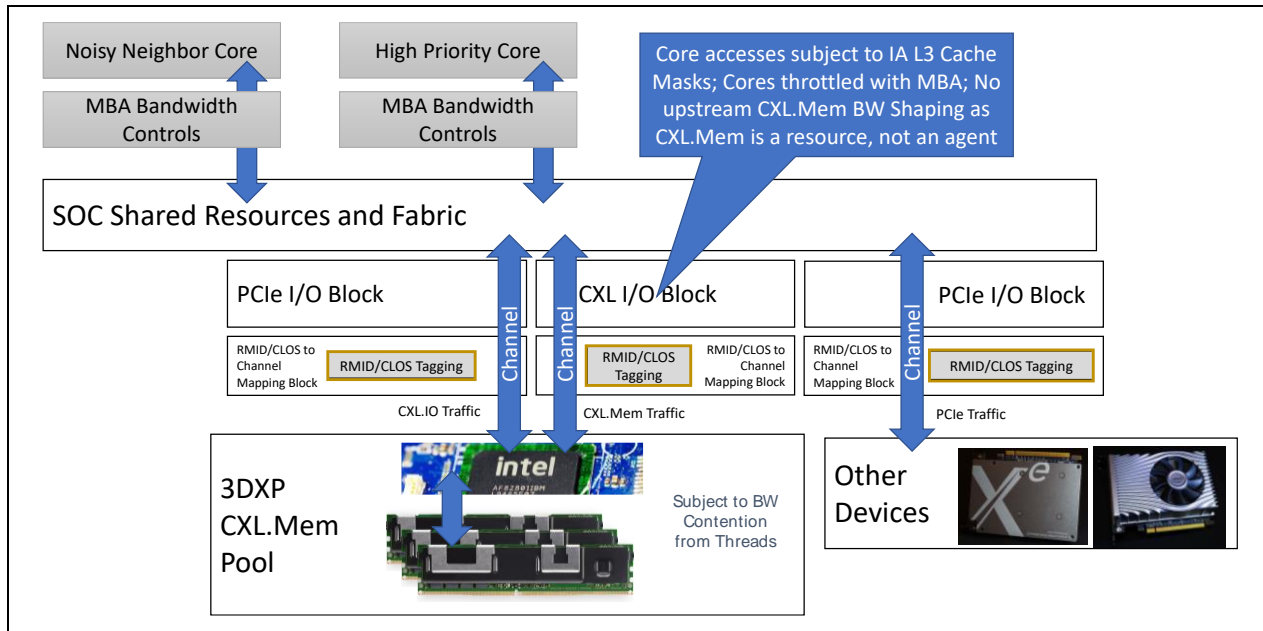 Noisy Neighbor Core
High Priority Core
MBA Bandwidth
Controls
MBA Bandwidth
Controls
Core accesses subject to IA L3 Cache
Masks; Cores throttled with MBA; No
upstream CXL.Mem BW Shaping as
CXL.Mem is a resource, not an agent
SOC Shared Resources and Fabric
PCIe I/O Block
Channel
CXL I/O Block
Channel
PCIe I/O Block
Channel
RMID/CLOS to
Channel
Mapping Block
RMID/CLOS Tagging
RMID/CLOS
Tagging
RMID/CLOS to
Channel
Mapping Block
RMID/CLOS to
Channel
Mapping Block
RMID/CLOS Tagging
CXL.IO Traffic
CXL.Mem Traffic
PCIe Traffic
3DXP
CXL.Mem
Pool
intel
Subject to BW
Contention
from Threads
Other
Devices
Xe